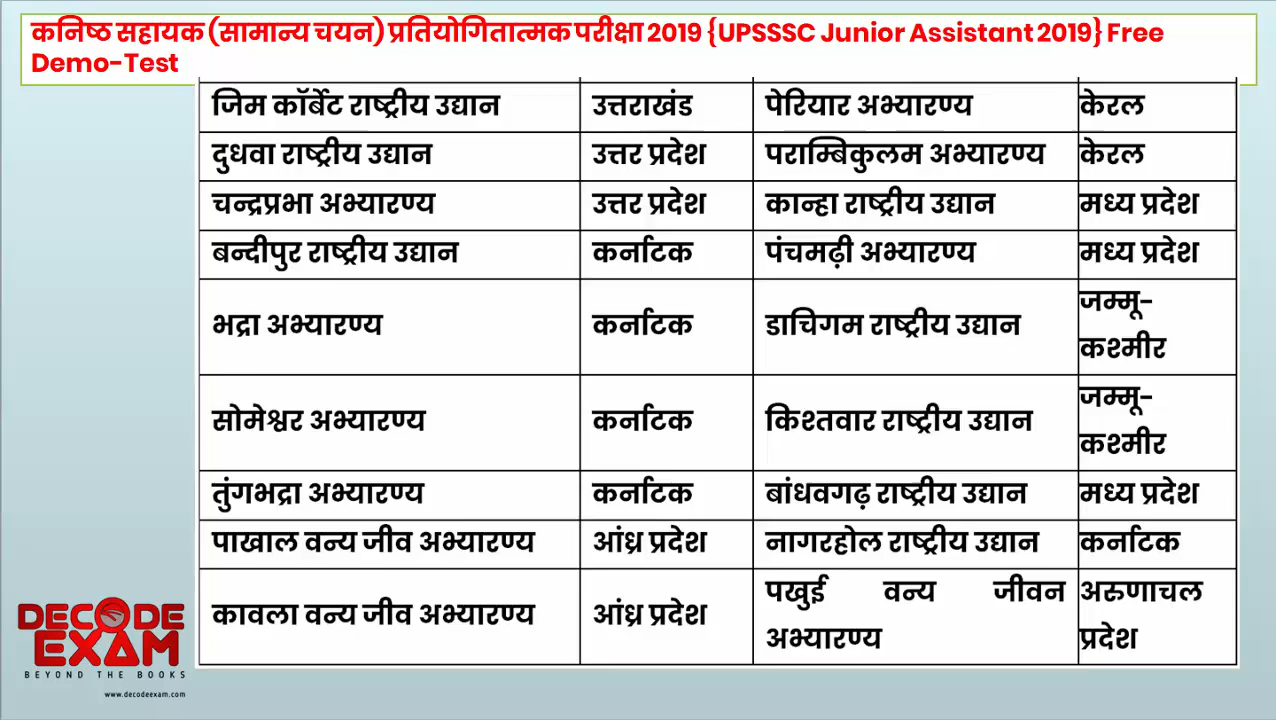 कनिष्ठ सहायक (सामान्य चयन) प्रतियोगितात्मक परीक्षा 2019 {UPSSSC Junior Assistant 2019} Free
Demo-Test
जिम कॉर्बेट राष्ट्रीय उद्यान उत्तराखंड पेरियार अभ्यारण्य केरल
दुधवा राष्ट्रीय उद्यान उत्तर प्रदेश पराम्बिकुलम अभ्यारण्य केरल
चन्द्रप्रभा अभ्यारण्य उत्तर प्रदेश कान्हा राष्ट्रीय उद्यान मध्य प्रदेश
बन्दीपुर राष्ट्रीय उद्यान कर्नाटक पंचमढ़ी अभ्यारण्य मध्य प्रदेश
भद्रा अभ्यारण्य कर्नाटक डाचिगम राष्ट्रीय उद्यान जम्मू-
कश्मीर
सोमेश्वर अभ्यारण्य कर्नाटक किश्तवार राष्ट्रीय उद्यान जम्मू-
कश्मीर
तुंगभद्रा अभ्यारण्य कर्नाटक बांधवगढ़ राष्ट्रीय उद्यान मध्य प्रदेश
पाखाल वन्य जीव अभ्यारण्य आंध्र प्रदेश नागरहोल राष्ट्रीय उद्यान कर्नाटक
कावला वन्य जीव अभ्यारण्य आंध्र प्रदेश पखुई वन्य जीवन अरुणाचल
अभ्यारण्य प्रदेश
DECODE
EXAM
BEYOND THE BOOKS
www.decodeexam.com